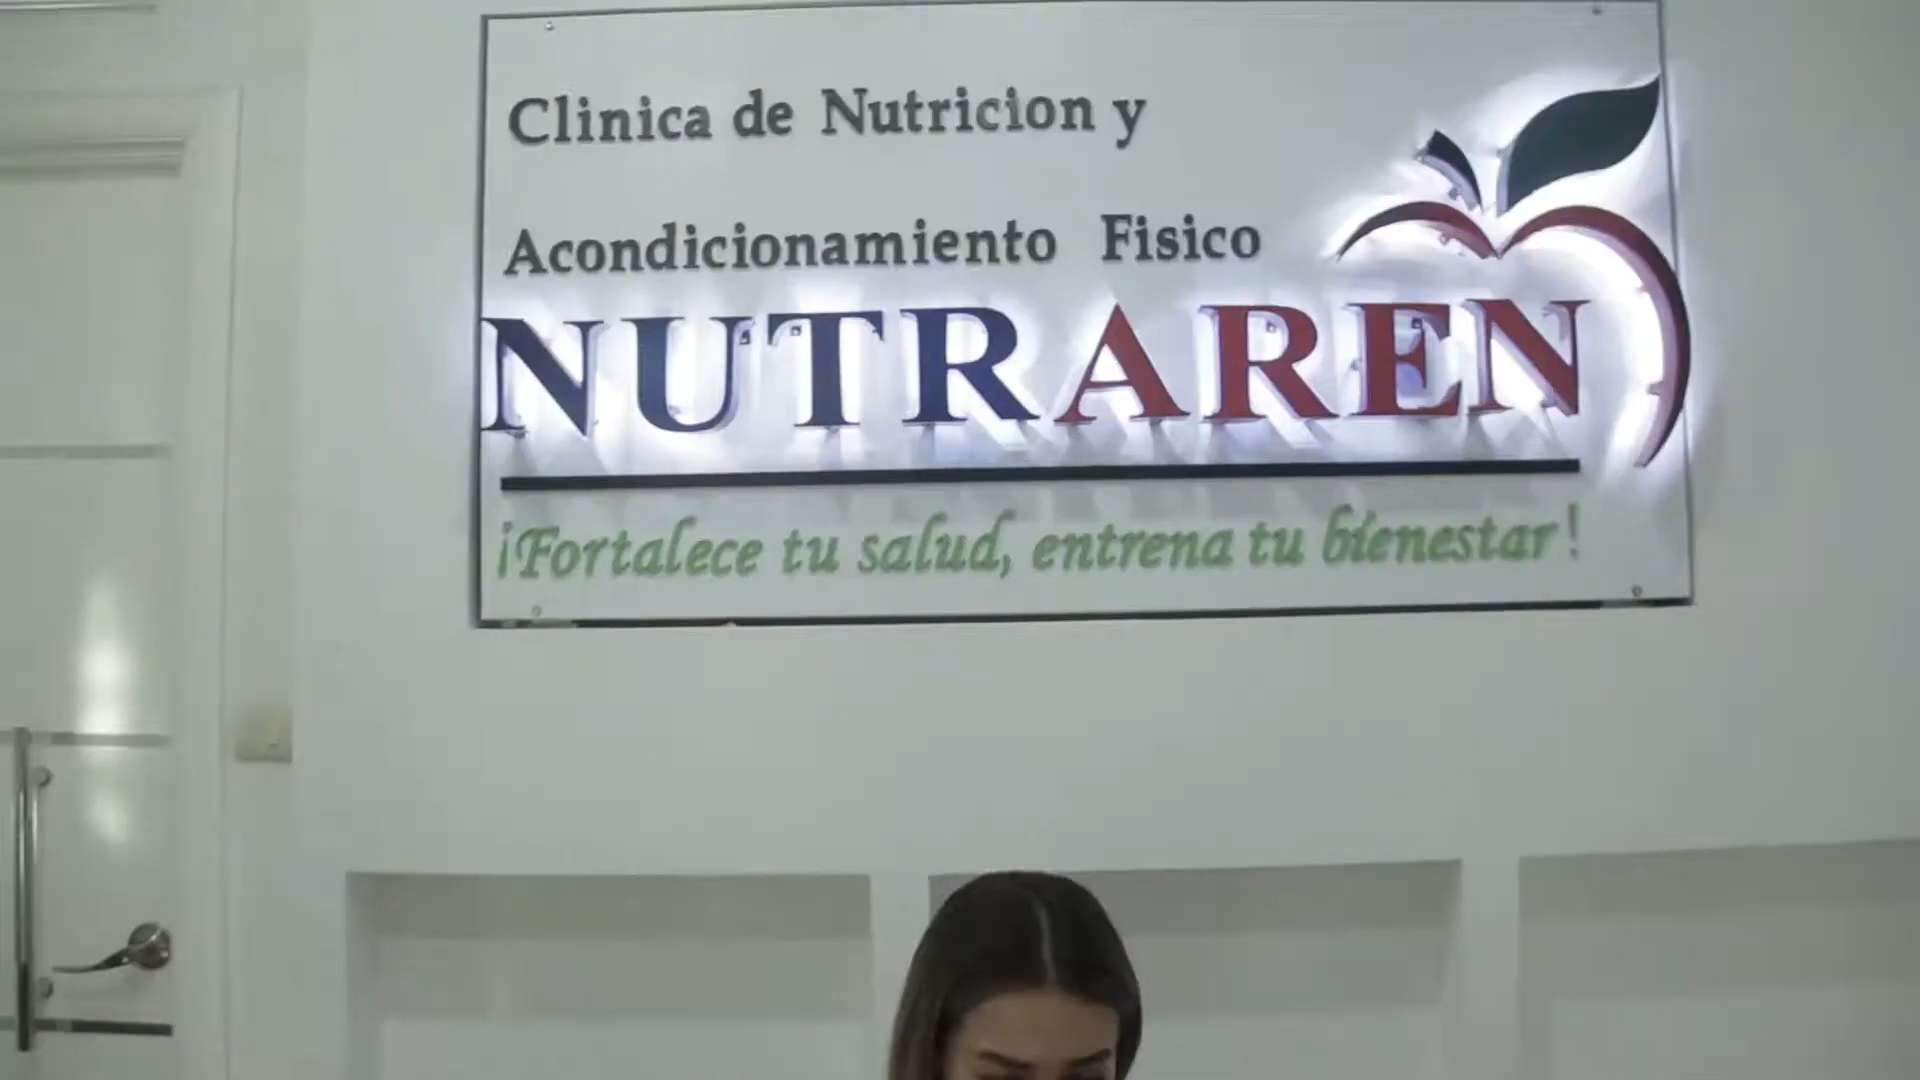 Clinica de Nutricion y
Acondicionamiento Fisico
NUTRAREN
¡Fortalece tu salud, entrena tu bienestar!